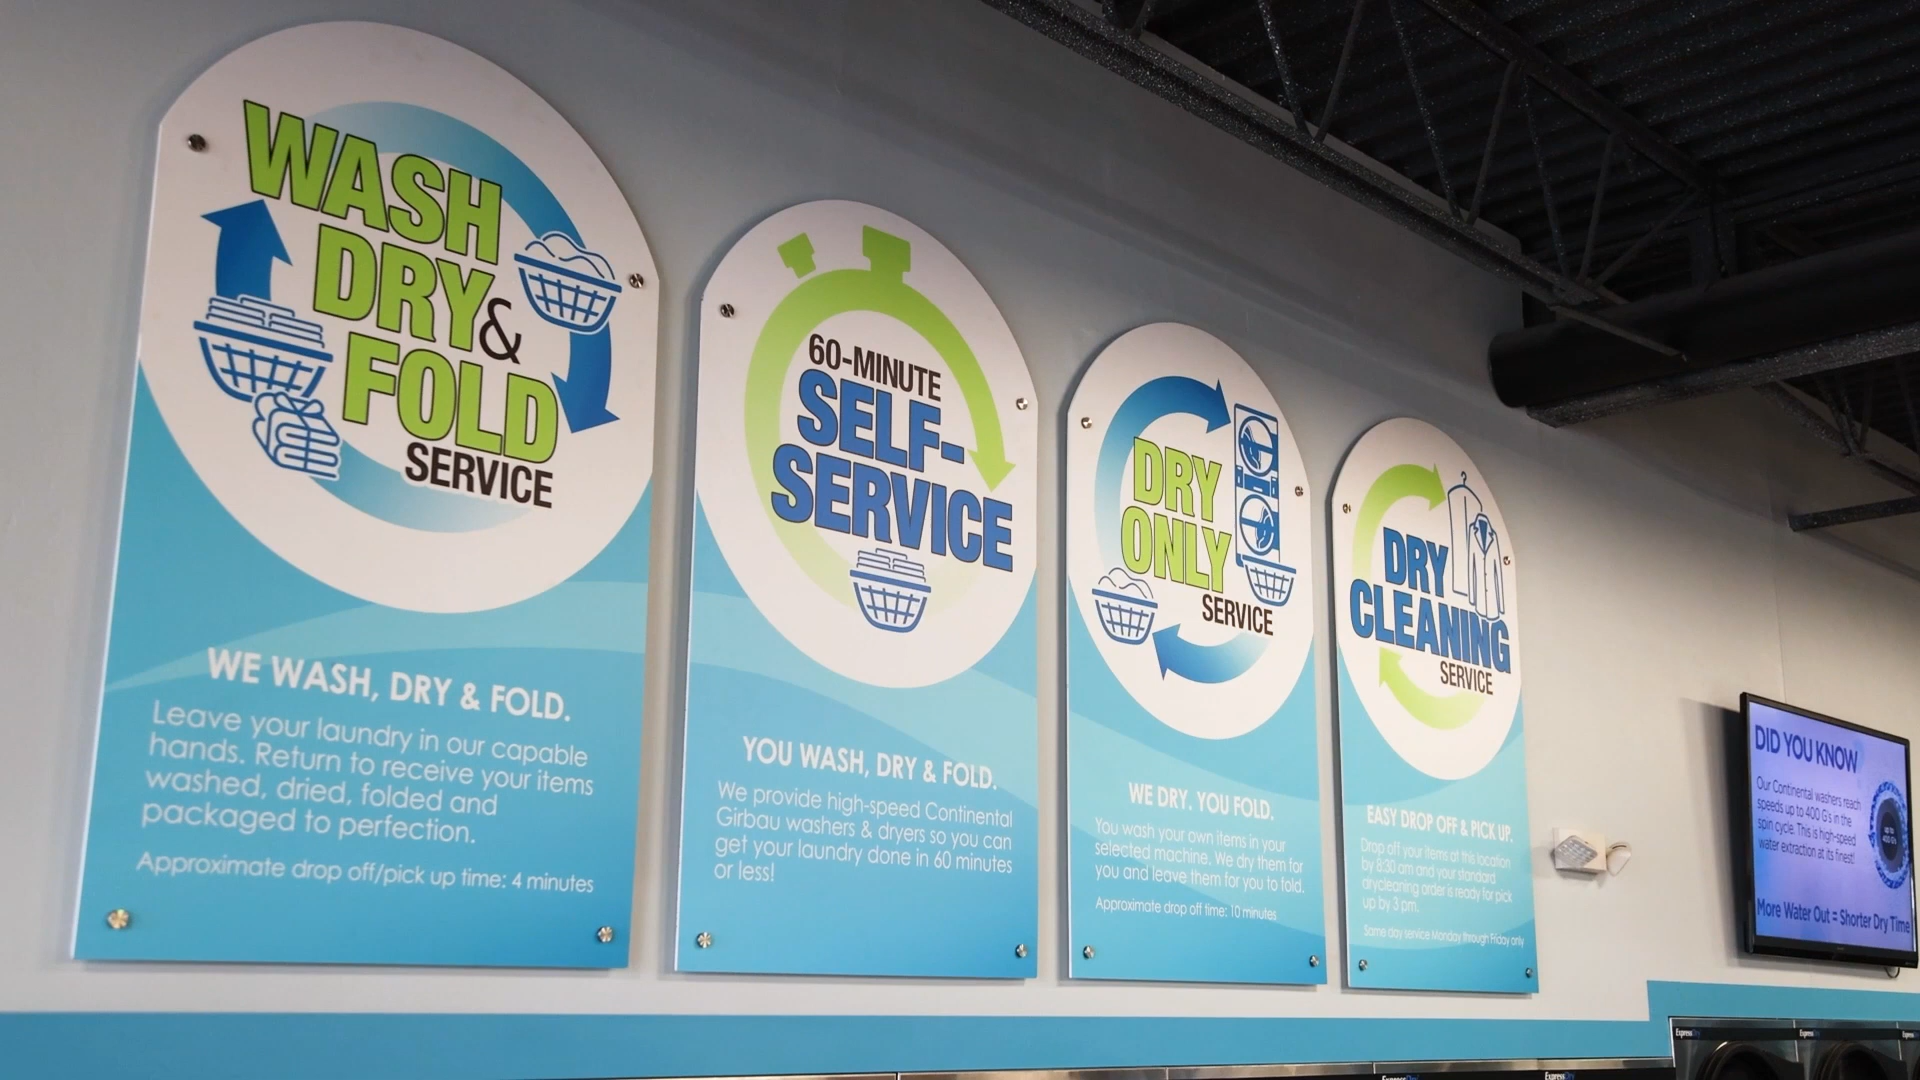 WASH
DRY &
FOLD
SERVICE
WE WASH, DRY & FOLD.
Leave your laundry in our capable
hands. Return to receive your items
washed, dried, folded and
packaged to perfection.
Approximate drop off/pick up time: 4 minutes
60-MINUTE
SELF-
SERVICE
YOU WASH, DRY & FOLD.
We provide high-speed Continental
Girbau washers & dryers so you can
get your laundry done in 60 minutes
or less!
DRY
ONLY
SERVICE
WE DRY. YOU FOLD.
You wash your own items in your
selected machine. We dry them for
you and leave them for you to fold.
Approximate drop off time: 10 minutes
DRY
CLEANING
SERVICE
EASY DROP OFF & PICK UP.
Drop off your items at this location
by 8:30 am and your standard
drycleaning order is ready for pick
up by 3 pm.
Same day service Monday through Friday only
DID YOU KNOW
Our Continental washers reach
speeds up to 400 G's in the
spin cycle. This is high-speed
water extraction at its finest!
up to
400 G's
More Water Out = Shorter Dry Time
ExpressDry
ExpressDry
ExpressDry
ExpressDry